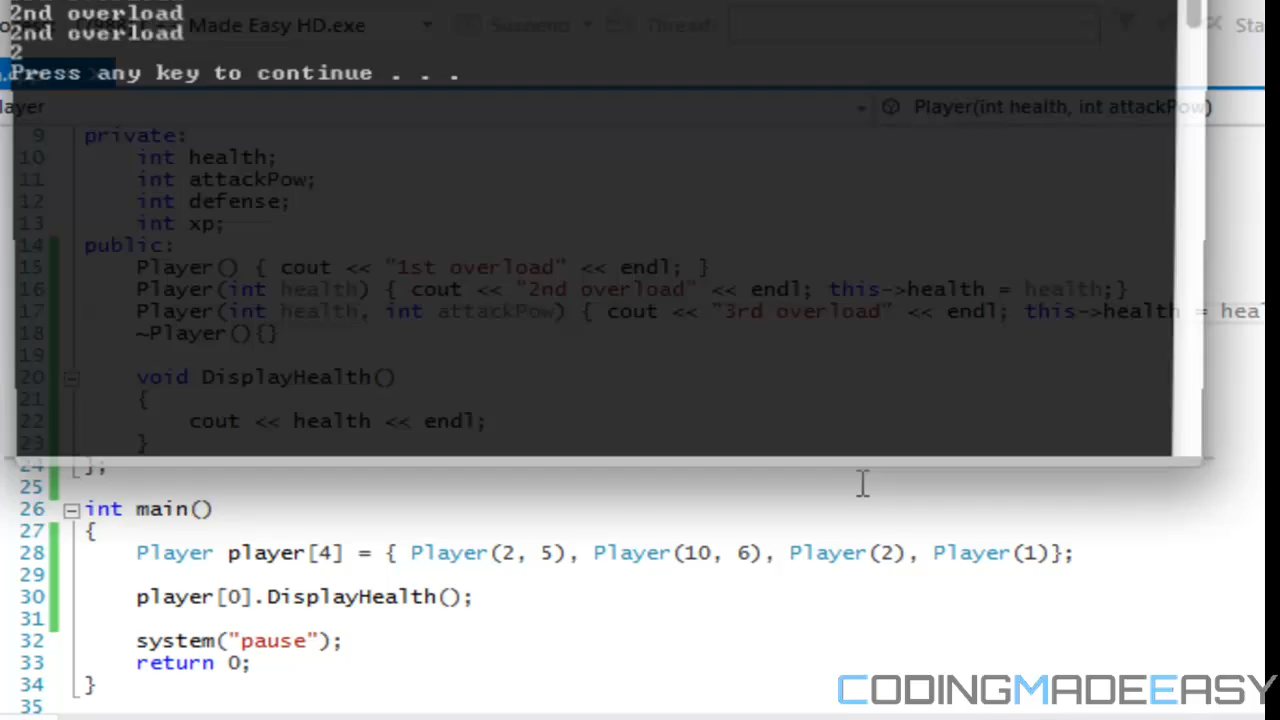 2nd overload
2nd overload
2
Press any key to continue . . .
Made Easy HD.exe Suspend Thread: Sta
layer Player(int health, int attackPow)
9 private:
10 int health;
11 int attackPow;
12 int defense;
13 int xp;
14 public:
15 Player() { cout << "1st overload" << endl; }
16 Player(int health) { cout << "2nd overload" << endl; this->health = health;}
17 Player(int health, int attackPow) { cout << "3rd overload" << endl; this->health = heal
18 ~Player(){}
19
20 void DisplayHealth()
21 {
22 cout << health << endl;
23 }
24 };
25
26 int main()
27 {
28 Player player[4] = { Player(2, 5), Player(10, 6), Player(2), Player(1)};
29
30 player[0].DisplayHealth();
31
32 system("pause");
33 return 0;
34 }
35
CODINGMADEEASY